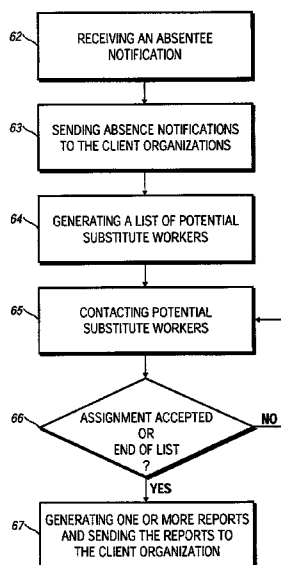 62
RECEIVING AN ABSENTEE
NOTIFICATION
63
SENDING ABSENCE NOTIFICATIONS
TO THE CLIENT ORGANIZATIONS
64
GENERATING A LIST OF POTENTIAL
SUBSTITUTE WORKERS
65
CONTACTING POTENTIAL
SUBSTITUTE WORKERS
66
ASSIGNMENT ACCEPTED
OR
END OF LIST
?
NO
YES
67
GENERATING ONE OR MORE REPORTS
AND SENDING THE REPORTS TO
THE CLIENT ORGANIZATION